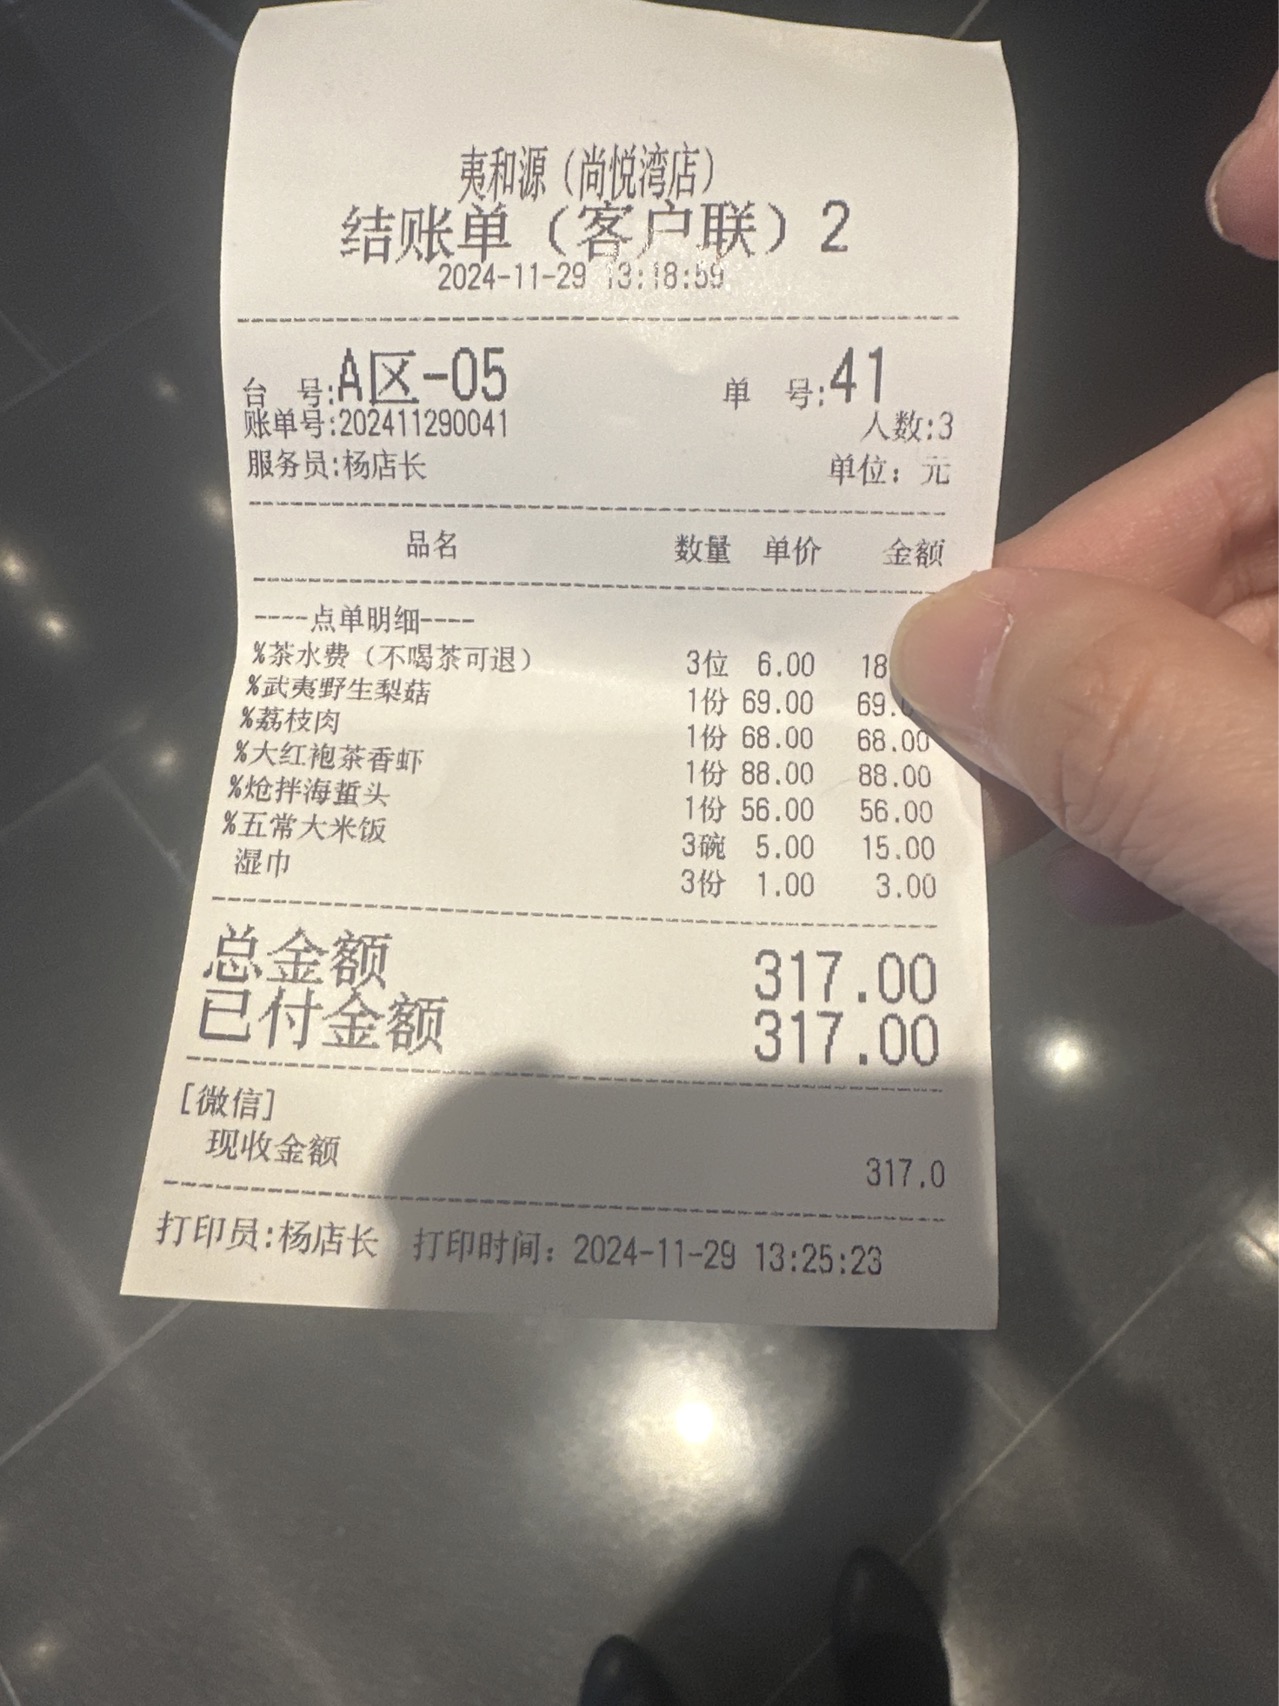 夷和源（尚悦湾店）
结账单（客户联）2
2024-11-29 13:18:59
台 号:A区-05 单 号:41
账单号:202411290041 人数:3
服务员:杨店长 单位：元
品名 数量 单价 金额
----点单明细----
%茶水费（不喝茶可退） 3位 6.00 18
%武夷野生梨菇 1份 69.00 69.0
%荔枝肉 1份 68.00 68.00
%大红袍茶香虾 1份 88.00 88.00
%炝拌海蜇头 1份 56.00 56.00
%五常大米饭 3碗 5.00 15.00
湿巾 3份 1.00 3.00
总金额 317.00
已付金额 317.00
[微信]
现收金额 317.0
打印员:杨店长 打印时间：2024-11-29 13:25:23